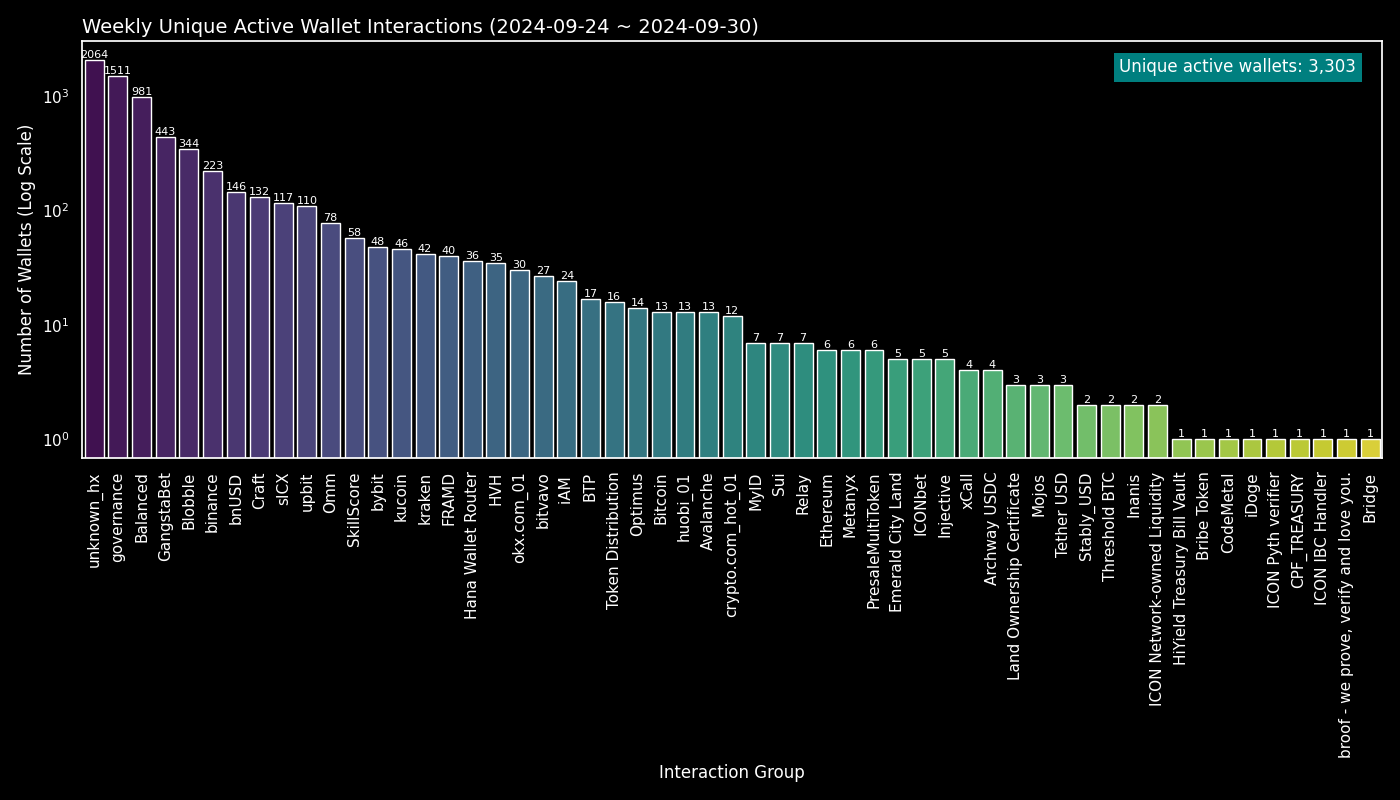 Weekly Unique Active Wallet Interactions (2024-09-24 ~ 2024-09-30)
Unique active wallets: 3,303
Number of Wallets (Log Scale)
10³
10²
10¹
10⁰
2064
1511
981
443
344
223
146
132
117
110
78
58
48
46
42
40
36
35
30
27
24
17
16
14
13
13
13
12
7
7
7
6
6
6
5
5
5
4
4
3
3
3
2
2
2
2
1
1
1
1
1
1
1
1
1
unknown_hx
governance
Balanced
GangstaBet
Blobble
binance
bnUSD
Craft
sICX
upbit
Omm
SkillScore
bybit
kucoin
kraken
FRAMD
Hana Wallet Router
HVH
okx.com_01
bitvavo
iAM
BTP
Token Distribution
Optimus
Bitcoin
huobi_01
Avalanche
crypto.com_hot_01
MyID
Sui
Relay
Ethereum
Metanyx
PresaleMultiToken
Emerald City Land
ICONbet
Injective
xCall
Archway USDC
Land Ownership Certificate
Mojos
Tether USD
Stably_USD
Threshold BTC
Inanis
ICON Network-owned Liquidity
HiYield Treasury Bill Vault
Bribe Token
CodeMetal
iDoge
ICON Pyth verifier
CPF_TREASURY
ICON IBC Handler
broof - we prove, verify and love you.
Bridge
Interaction Group